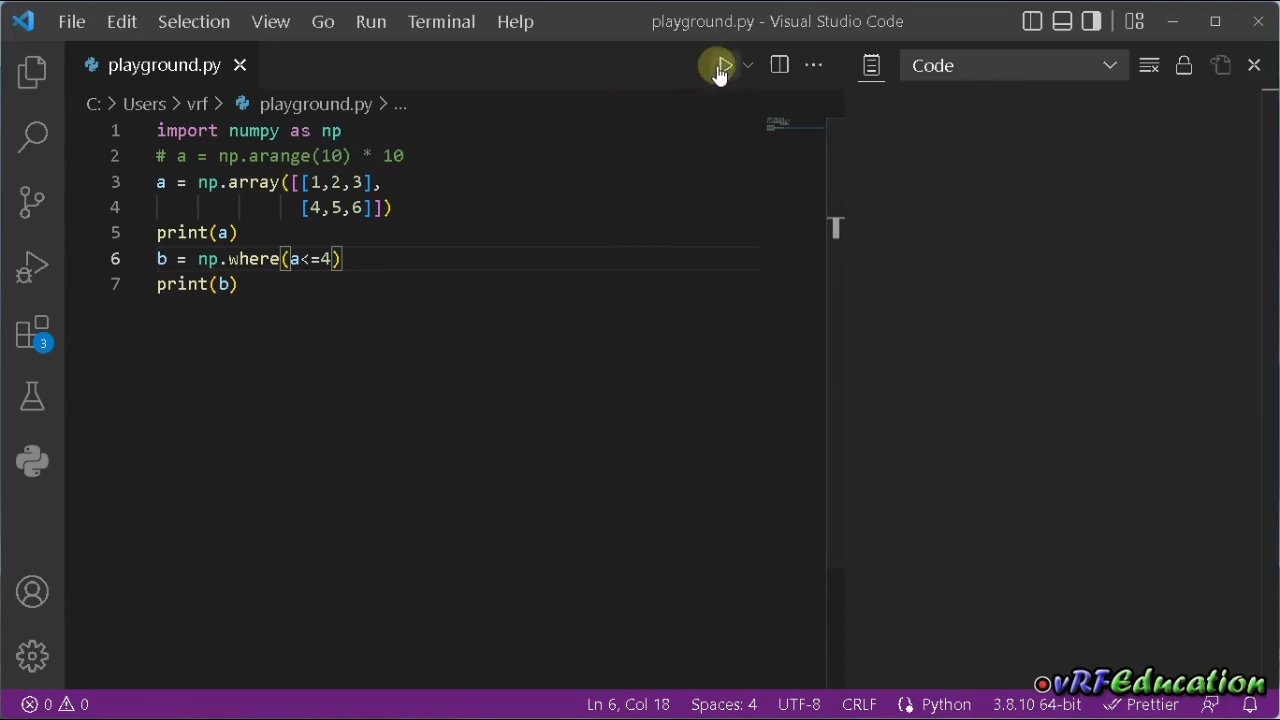 File Edit Selection View Go Run Terminal Help playground.py - Visual Studio Code
playground.py
Code
C: > Users > vrf > playground.py > ...
1 import numpy as np
2 # a = np.arange(10) * 10
3 a = np.array([[1,2,3],
4 [4,5,6]])
5 print(a)
6 b = np.where(a<=4)
7 print(b)
3
T
vRFEducation
0 0 Ln 6, Col 18 Spaces: 4 UTF-8 CRLF Python 3.8.10 64-bit Prettier